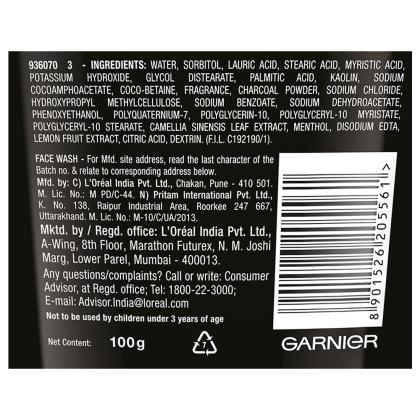 936070 3 - INGREDIENTS: WATER, SORBITOL, LAURIC ACID, STEARIC ACID, MYRISTIC ACID,
POTASSIUM HYDROXIDE, GLYCOL DISTEARATE, PALMITIC ACID, KAOLIN, SODIUM
COCOAMPHOACETATE, COCO-BETAINE, FRAGRANCE, CHARCOAL POWDER, SODIUM CHLORIDE,
HYDROXYPROPYL METHYLCELLULOSE, SODIUM BENZOATE, SODIUM DEHYDROACETATE,
PHENOXYETHANOL, POLYQUATERNIUM-7, POLYGLYCERIN-10, POLYGLYCERYL-10 MYRISTATE,
POLYGLYCERYL-10 STEARATE, CAMELLIA SINENSIS LEAF EXTRACT, MENTHOL, DISODIUM EDTA,
LEMON FRUIT EXTRACT, CITRIC ACID, DEXTRIN. (F.I.L. C192190/1).
FACE WASH - For Mfd. site address, read the last character of the
Batch no. & relate to corresponding address below.
Mfd. by: C) L'Oréal India Pvt. Ltd., Chakan, Pune - 410 501.
M. Lic. No.: M PD/C-44. N) Pritam International Pvt. Ltd.,
K. No. 138, Raipur Industrial Area, Roorkee 247 667,
Uttarakhand. M. Lic. No.: M-10/C/UA/2013.
Mktd. by / Regd. office: L'Oréal India Pvt. Ltd.,
A-Wing, 8th Floor, Marathon Futurex, N. M. Joshi
Marg, Lower Parel, Mumbai - 400013.
Any questions/complaints? Call or write: Consumer
Advisor, at Regd. office; Tel: 1800-22-3000;
E-mail: Advisor.India@loreal.com
Not to be used by children under 3 years of age
Net Content: 100g
7
GARNIER
8 901526 205561